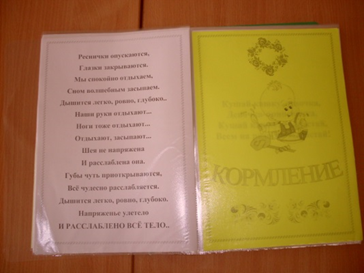 Реснички опускаются,
Глазки закрываются.
Мы спокойно отдыхаем,
Сном волшебным засыпаем.
Дышится легко, ровно, глубоко.
Наши руки отдыхают...
Ноги тоже отдыхают...
Отдыхают, засыпают...
Шея не напряжена
И расслаблена она.
Губы чуть приоткрываются,
Всё чудесно расслабляется.
Дышится легко, ровно, глубоко.
Напряженье улетело
И РАССЛАБЛЕНО ВСЁ ТЕЛО..
КОРМЛЕНИЕ